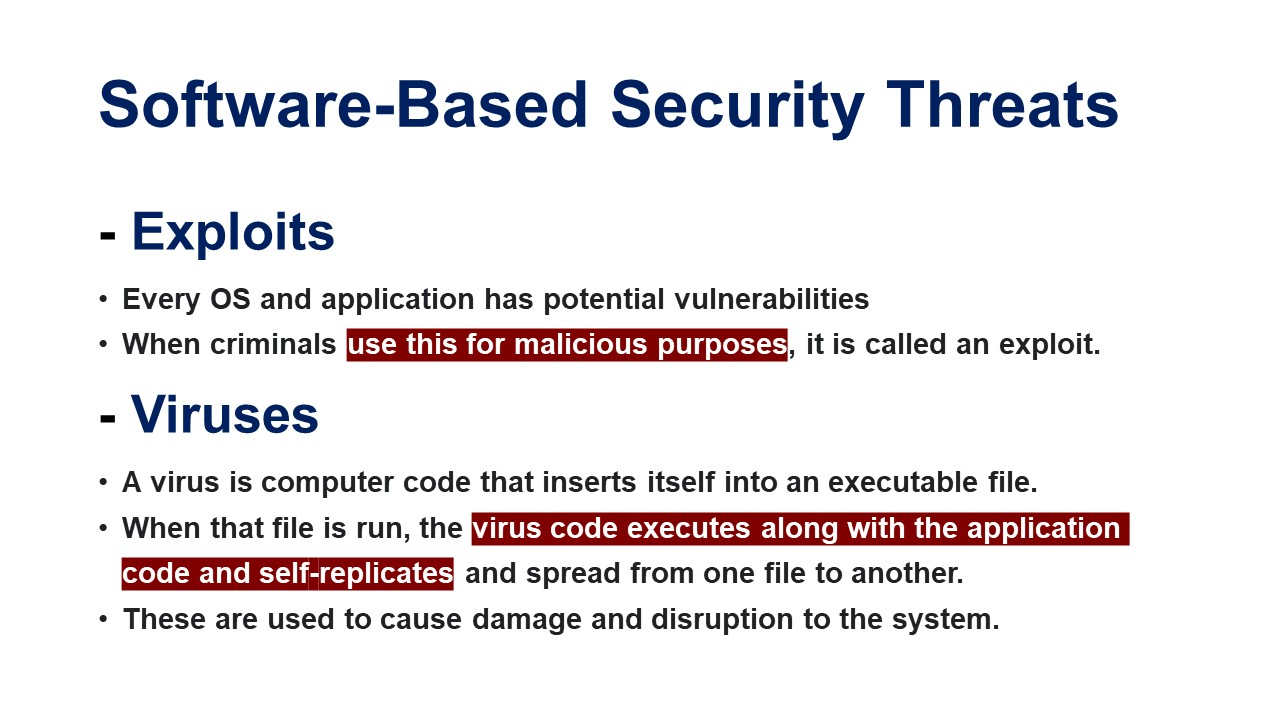 Software-Based Security Threats
- Exploits
• Every OS and application has potential vulnerabilities
• When criminals use this for malicious purposes, it is called an exploit.
- Viruses
• A virus is computer code that inserts itself into an executable file.
• When that file is run, the virus code executes along with the application
code and self-replicates and spread from one file to another.
• These are used to cause damage and disruption to the system.